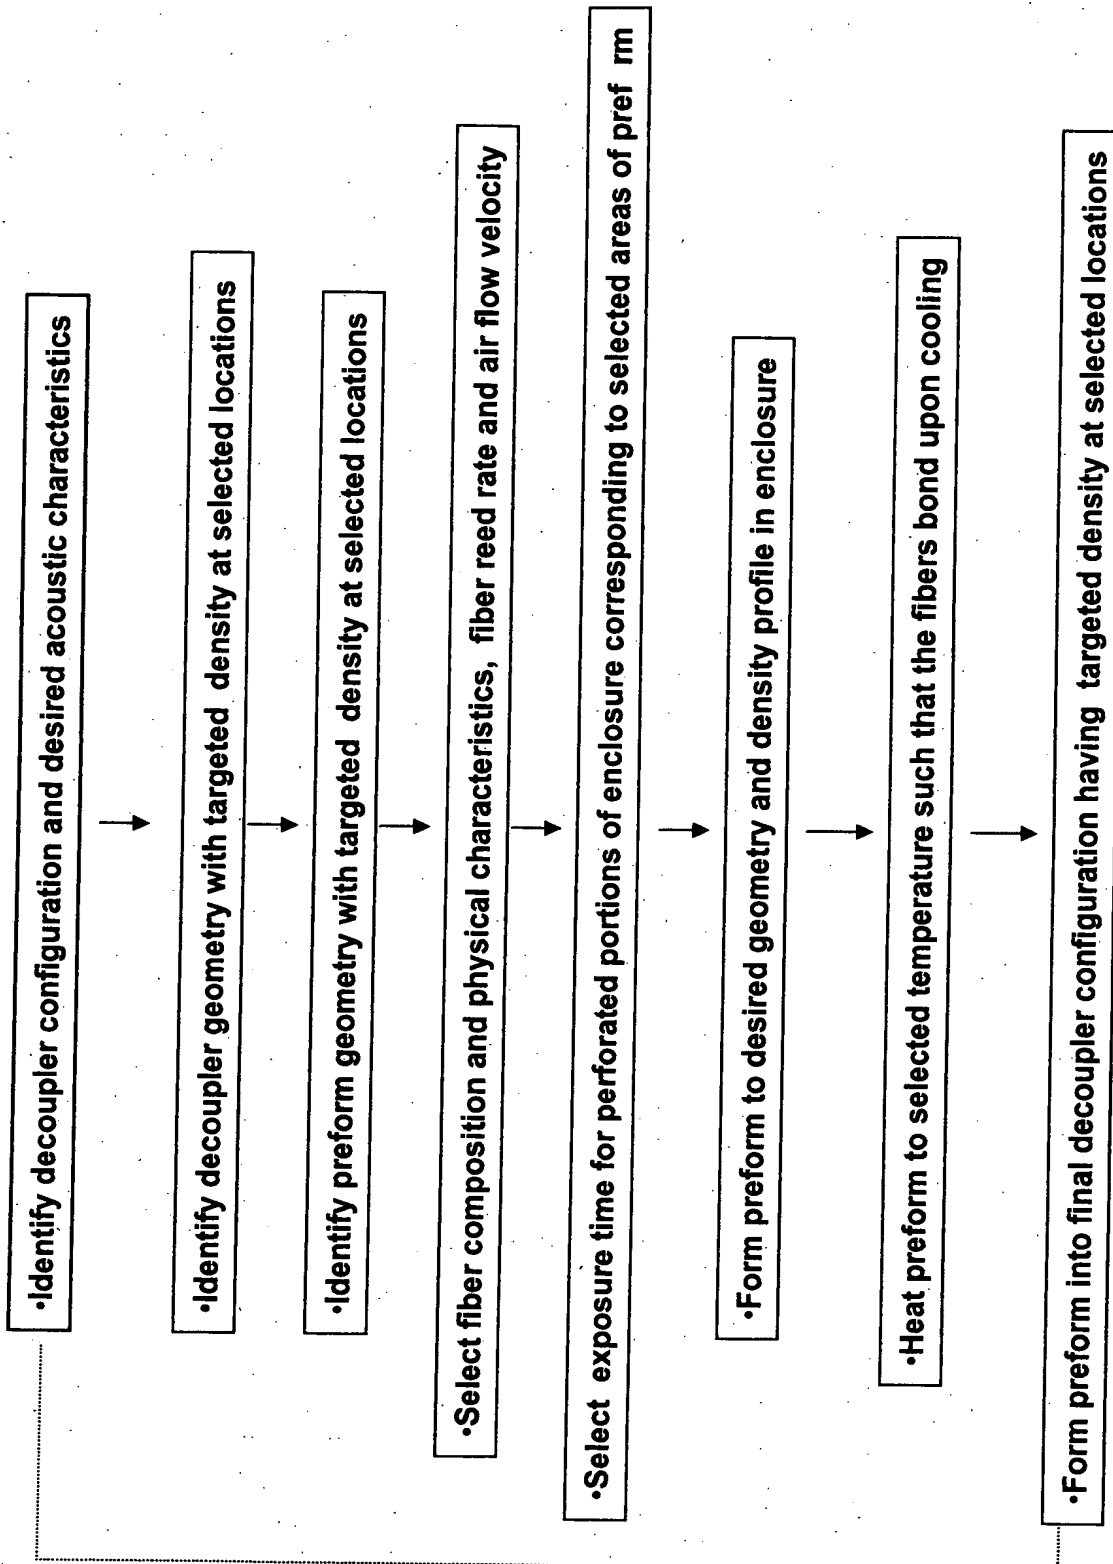 •Identify decoupler configuration and desired acoustic characteristics
•Identify decoupler geometry with targeted density at selected locations
•Identify preform geometry with targeted density at selected locations
•Select fiber composition and physical characteristics, fiber reed rate and air flow velocity
•Select exposure time for perforated portions of enclosure corresponding to selected areas of pref rm
•Form preform to desired geometry and density profile in enclosure
•Heat preform to selected temperature such that the fibers bond upon cooling
•Form preform into final decoupler configuration having targeted density at selected locations